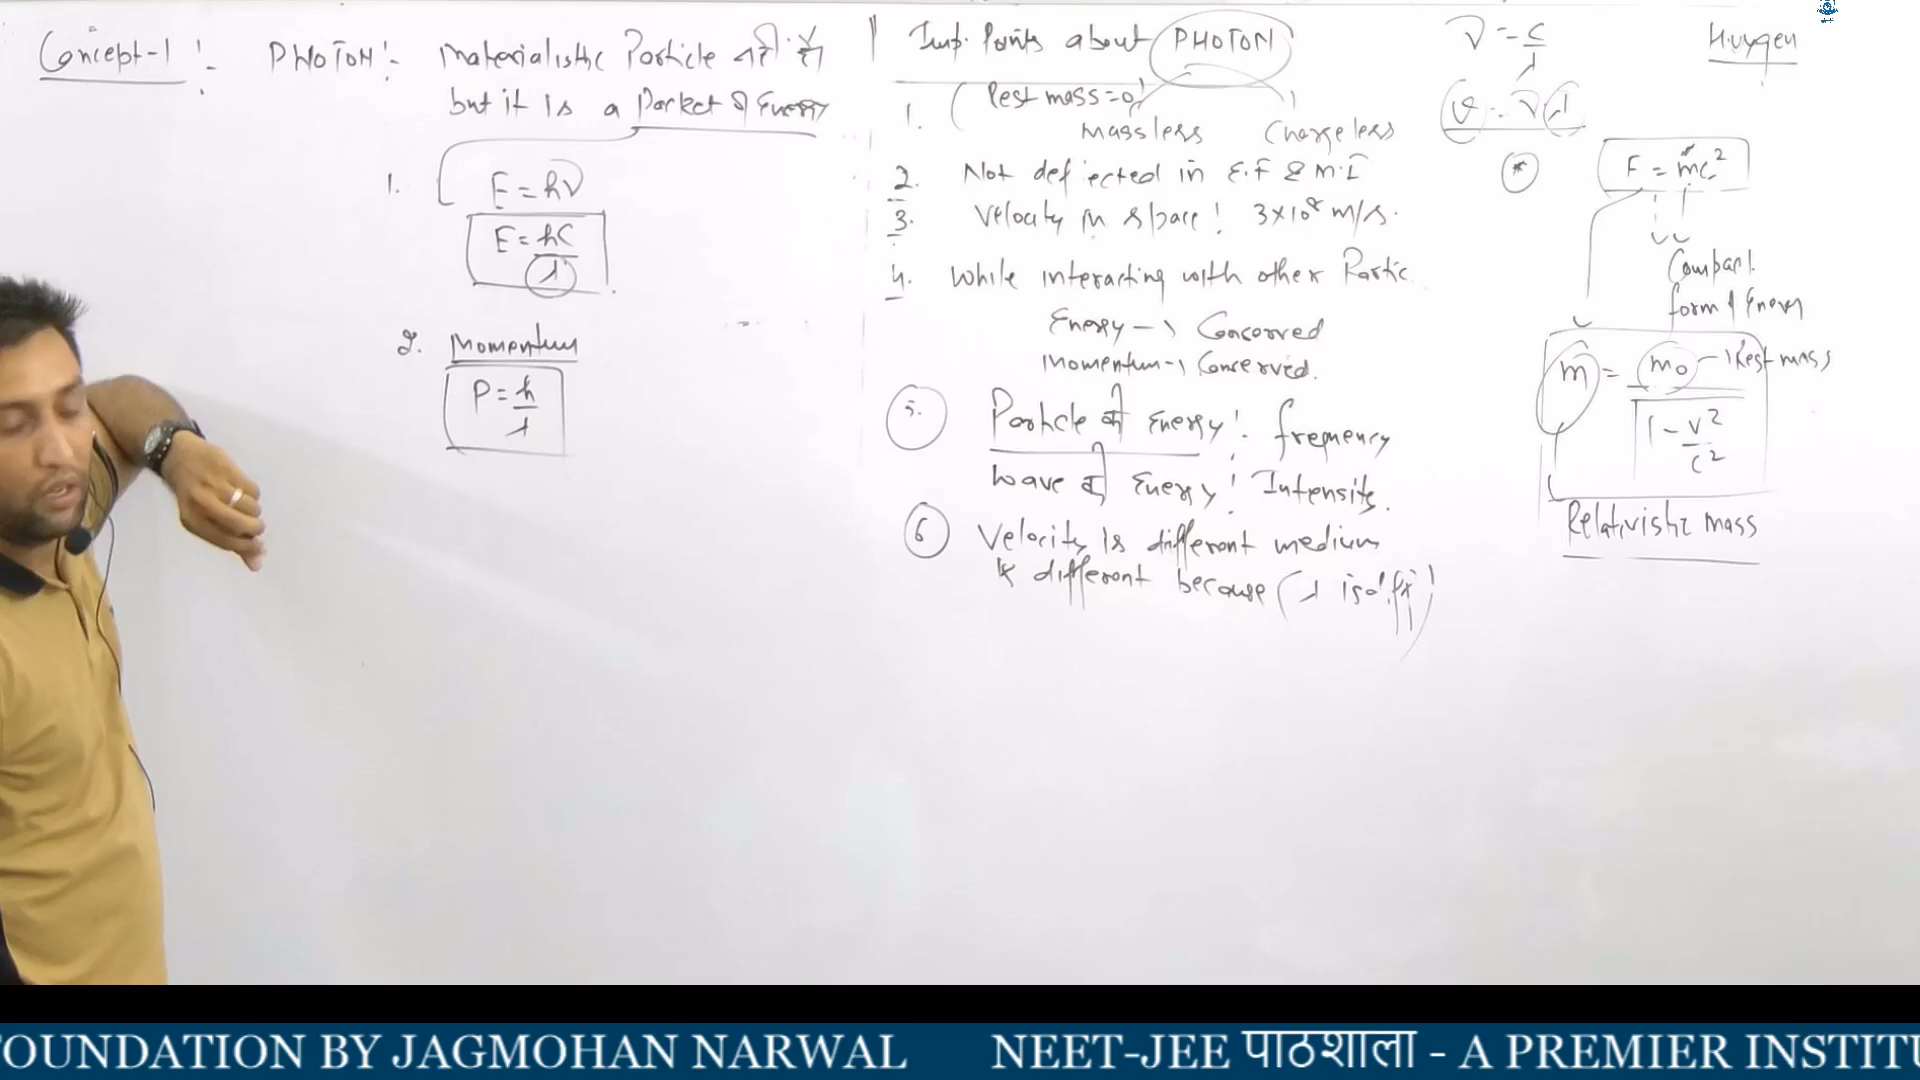 Concept-1 :- PHOTON :- Materialistic Particle नही है
but it is a Packet of Energy
1. E = hν
E = hc/λ
2. Momentum
P = h/λ
Imp. Points about PHOTON
1. (Rest mass = 0) massless Chargeless
2. Not deflected in E.F & M.F
3. Velocity in space : 3×10⁸ m/s.
4. While interacting with other Partic
Energy → Conserved
Momentum → Conserved.
5. Particle की Energy : frequency
Wave की Energy : Intensity.
6 Velocity is different medium
is different because (λ is diff)
ν = c/λ
v = νλ
Huygen
* E = mc²
Compact
form of Energy
m = m₀ → Rest mass
√1 - v²/c²
Relativistic mass
FOUNDATION BY JAGMOHAN NARWAL NEET-JEE पाठशाला - A PREMIER INSTITU